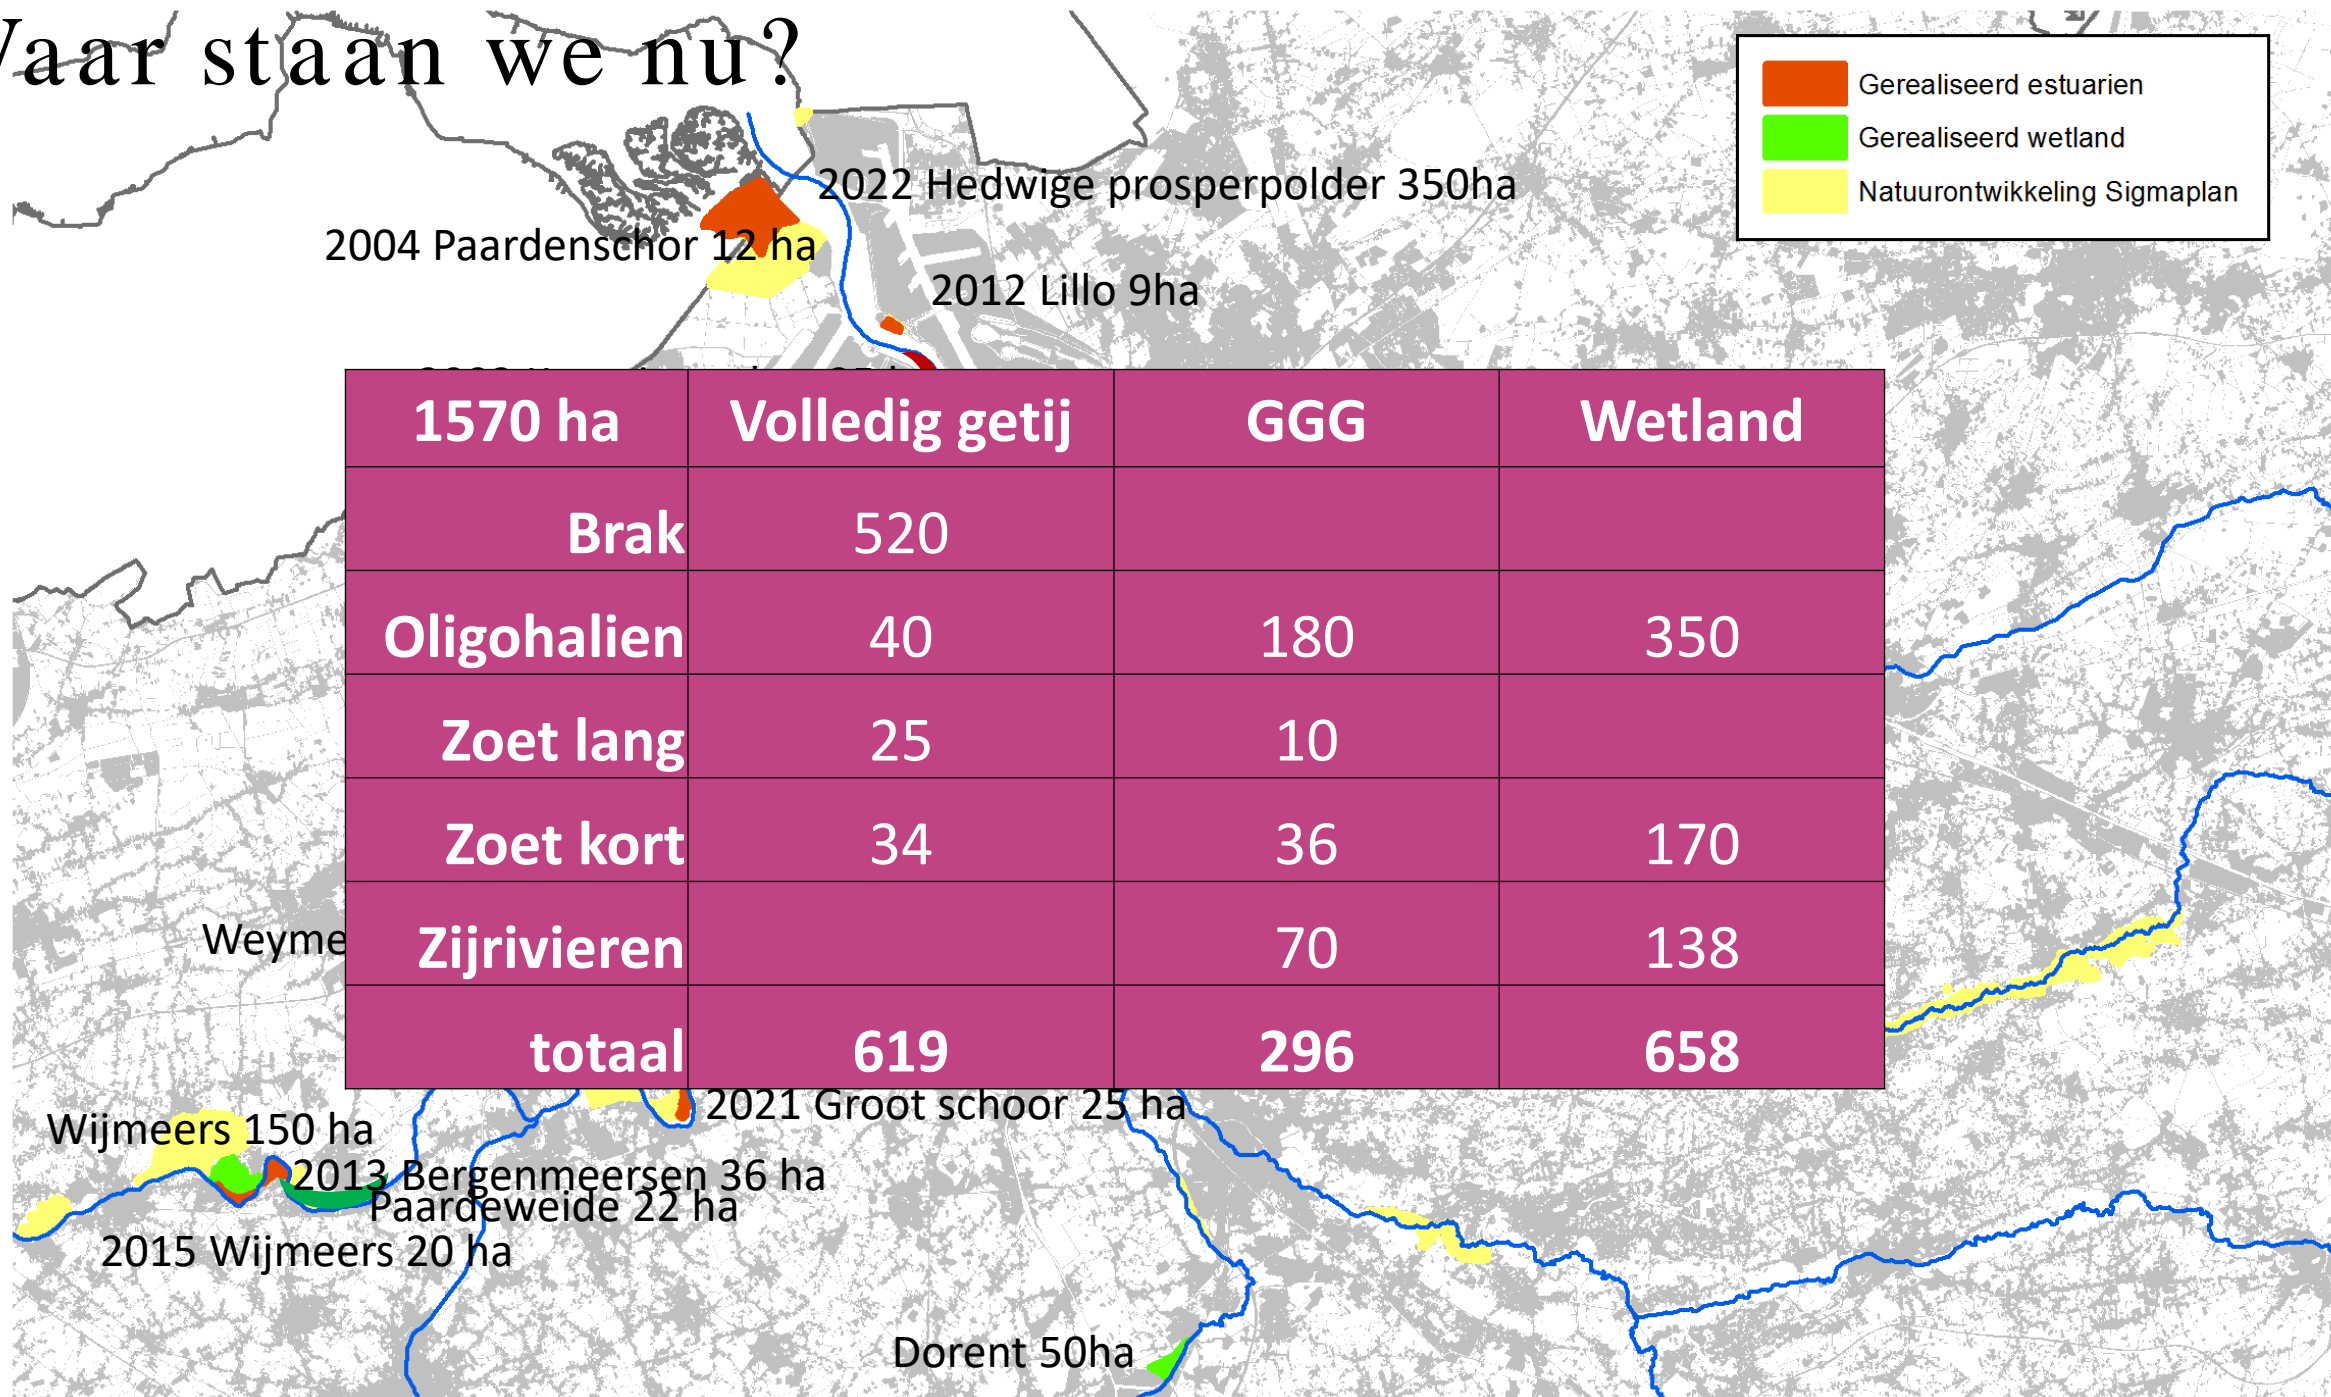 aar staan we nu?
Gerealiseerd estuarien
Gerealiseerd wetland
Natuurontwikkeling Sigmaplan
2022 Hedwige prosperpolder 350ha
2004 Paardenschor 12 ha
2012 Lillo 9ha
1570 ha Volledig getij GGG Wetland
Brak 520
Oligohalien 40 180 350
Zoet lang 25 10
Zoet kort 34 36 170
Zijrivieren 70 138
totaal 619 296 658
Weyme
2021 Groot schoor 25 ha
Wijmeers 150 ha
2013 Bergenmeersen 36 ha
Paardeweide 22 ha
2015 Wijmeers 20 ha
Dorent 50ha